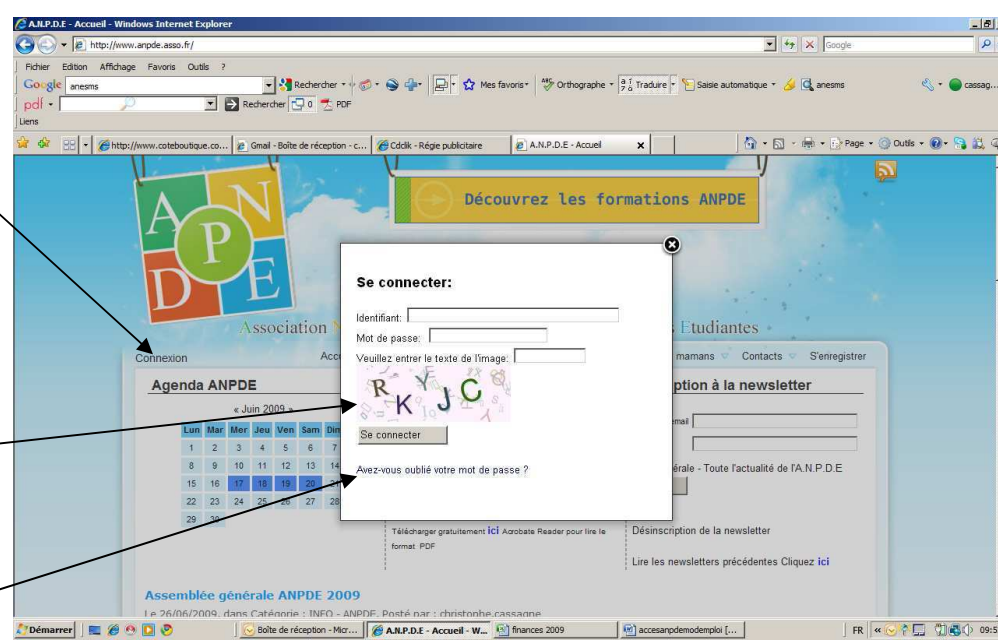 A.N.P.D.E - Accueil - Windows Internet Explorer
http://www.anpde.asso.fr/
Google
Fichier Edition Affichage Favoris Outils ?
Google anesms Rechercher Mes favoris Orthographe Traduire Saisie automatique anesms cassag...
pdf Rechercher 0 PDF
Liens
http://www.coteboutique.co... Gmail - Boîte de réception - c... Cddlik - Régie publicitaire A.N.P.D.E - Accueil Page Outils
A N P D E
Découvrez les formations ANPDE
Association Etudiantes
Connexion Accu mamans Contacts S'enregistrer
Se connecter:
Identifiant:
Mot de passe:
Veuillez entrer le texte de l'image:
R K Y J C
Se connecter
Avez-vous oublié votre mot de passe ?
Agenda ANPDE
« Juin 2009 »
Lun Mar Mer Jeu Ven Sam Dim
1 2 3 4 5 6 7
8 9 10 11 12 13 14
15 16 17 18 19 20 21
22 23 24 25 26 27 28
29 30
ption à la newsletter
email
érale - Toute l'actualité de l'A.N.P.D.E
Désinscription de la newsletter
Lire les newsletters précédentes Cliquez ici
Télécharger gratuitement ici Acrobate Reader pour lire le
format PDF
Assemblée générale ANPDE 2009
Le 26/06/2009, dans Catégorie : INFO - ANPDE, Posté par : christophe.cassagne
Démarrer Boîte de réception - Micr... A.N.P.D.E - Accueil - W... finances 2009 accesanpdemodemploi [... FR 09:5